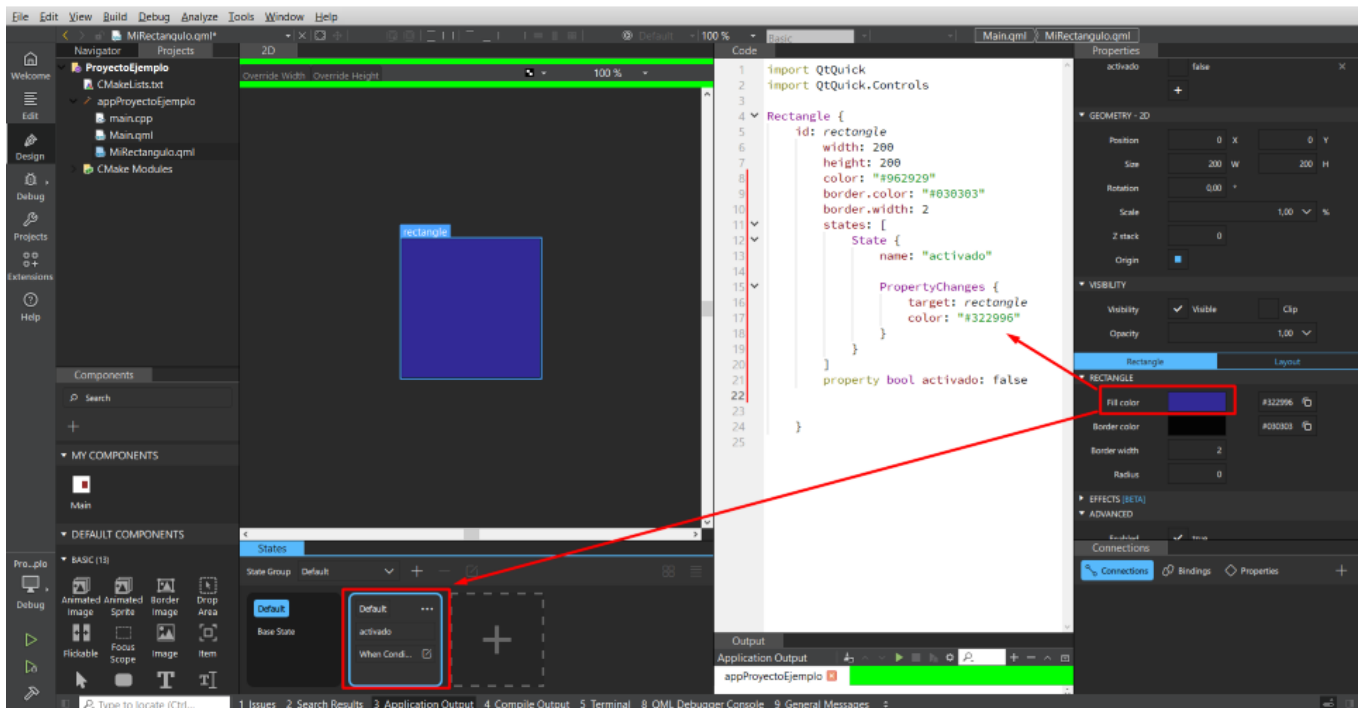 File Edit View Build Debug Analyze Tools Window Help
MiRectangulo.qml*
Default
100 %
Basic
Main.qml
MiRectangulo.qml
Welcome
Edit
Design
Debug
Projects
Extensions
Help
Pro...plo
Debug
Navigator Projects
ProyectoEjemplo
CMakeLists.txt
appProyectoEjemplo
main.cpp
Main.qml
MiRectangulo.qml
CMake Modules
Components
Search
MY COMPONENTS
Main
DEFAULT COMPONENTS
BASIC (13)
Animated Image
Animated Sprite
Border Image
Drop Area
Flickable
Focus Scope
Image
Item
2D
Override Width Override Height
100 %
rectangle
States
State Group Default
Default
Base State
Default ...
activado
When Condi...
Code
1 import QtQuick
2 import QtQuick.Controls
3
4 Rectangle {
5 id: rectangle
6 width: 200
7 height: 200
8 color: "#962929"
9 border.color: "#030303"
10 border.width: 2
11 states: [
12 State {
13 name: "activado"
14
15 PropertyChanges {
16 target: rectangle
17 color: "#322996"
18 }
19 }
20 ]
21 property bool activado: false
22
23
24 }
25
Output
Application Output
appProyectoEjemplo
Properties
activado false
GEOMETRY - 2D
Position 0 X 0 Y
Size 200 W 200 H
Rotation 0,00 °
Scale 1,00 %
Z stack 0
Origin
VISIBILITY
Visibility Visible Clip
Opacity 1,00
Rectangle Layout
RECTANGLE
Fill color #322996
Border color #030303
Border width 2
Radius 0
EFFECTS [BETA]
ADVANCED
Enabled true
Connections
Connections Bindings Properties
Type to locate (Ctrl...
1 Issues 2 Search Results 3 Application Output 4 Compile Output 5 Terminal 8 QML Debugger Console 9 General Messages